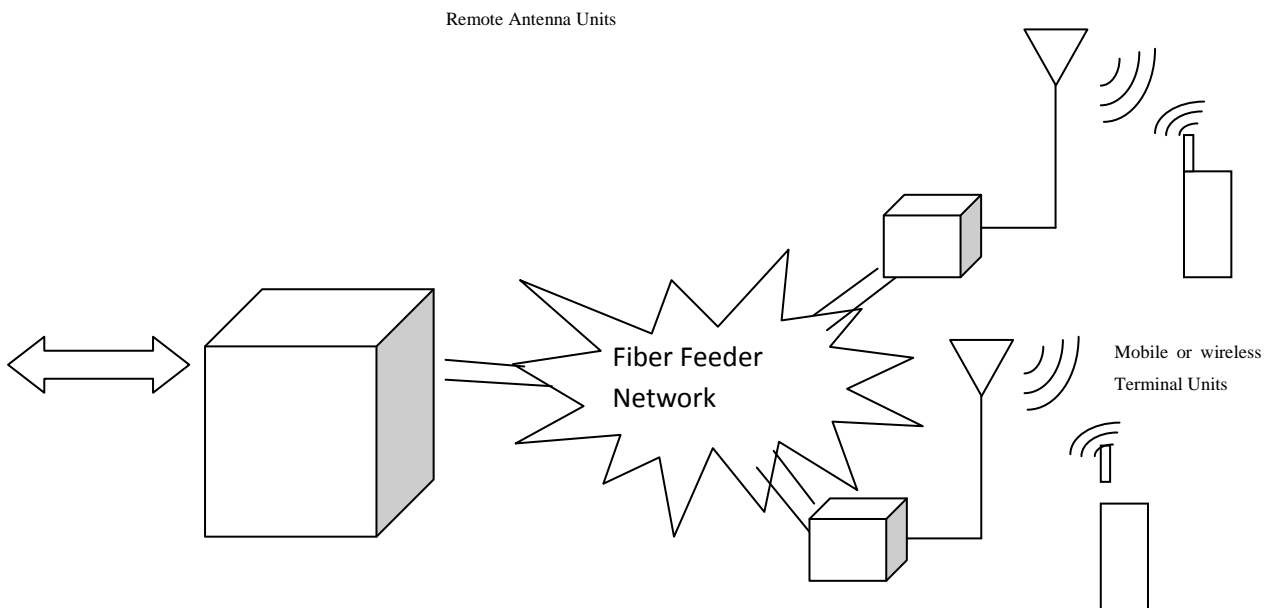 Remote Antenna Units
Fiber Feeder
Network
Mobile or wireless
Terminal Units